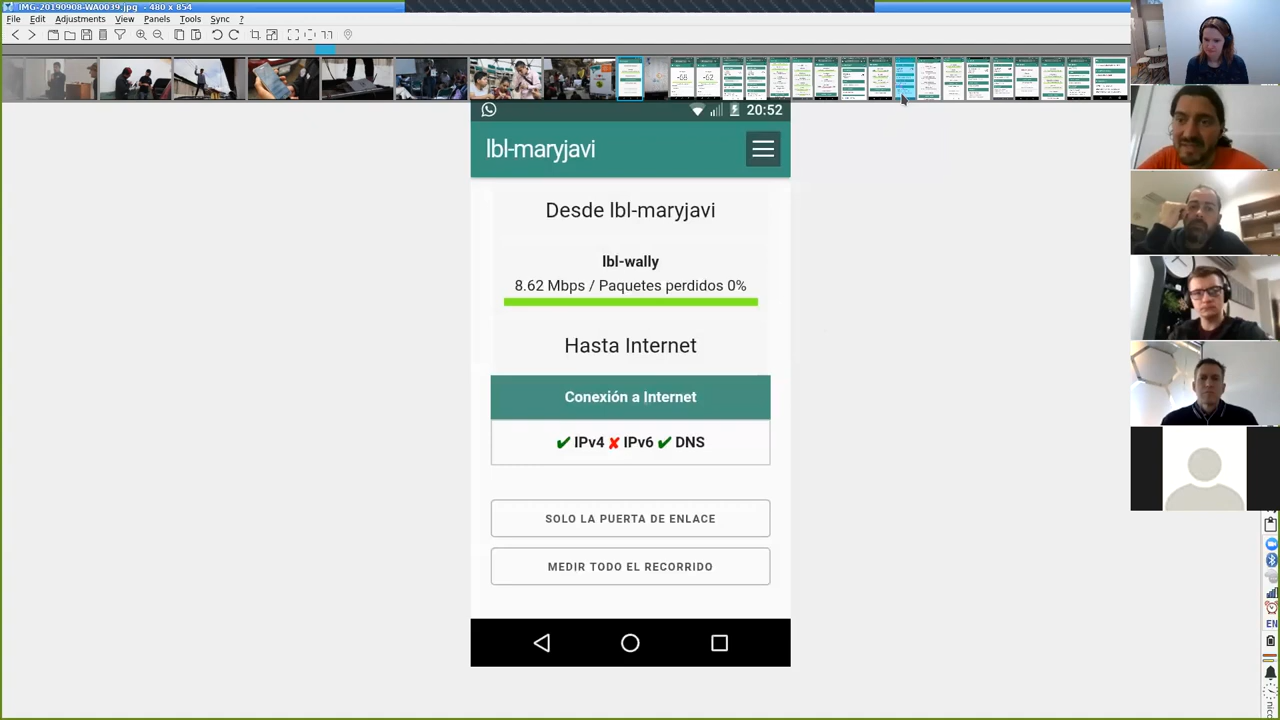 IMG-20190908-WA0039.jpg - 480 x 854
File Edit Adjustments View Panels Tools Sync ?
20:52
lbl-maryjavi
Desde lbl-maryjavi
lbl-wally
8.62 Mbps / Paquetes perdidos 0%
Hasta Internet
Conexión a Internet
✔ IPv4 ✘ IPv6 ✔ DNS
SOLO LA PUERTA DE ENLACE
MEDIR TODO EL RECORRIDO
EN
nico